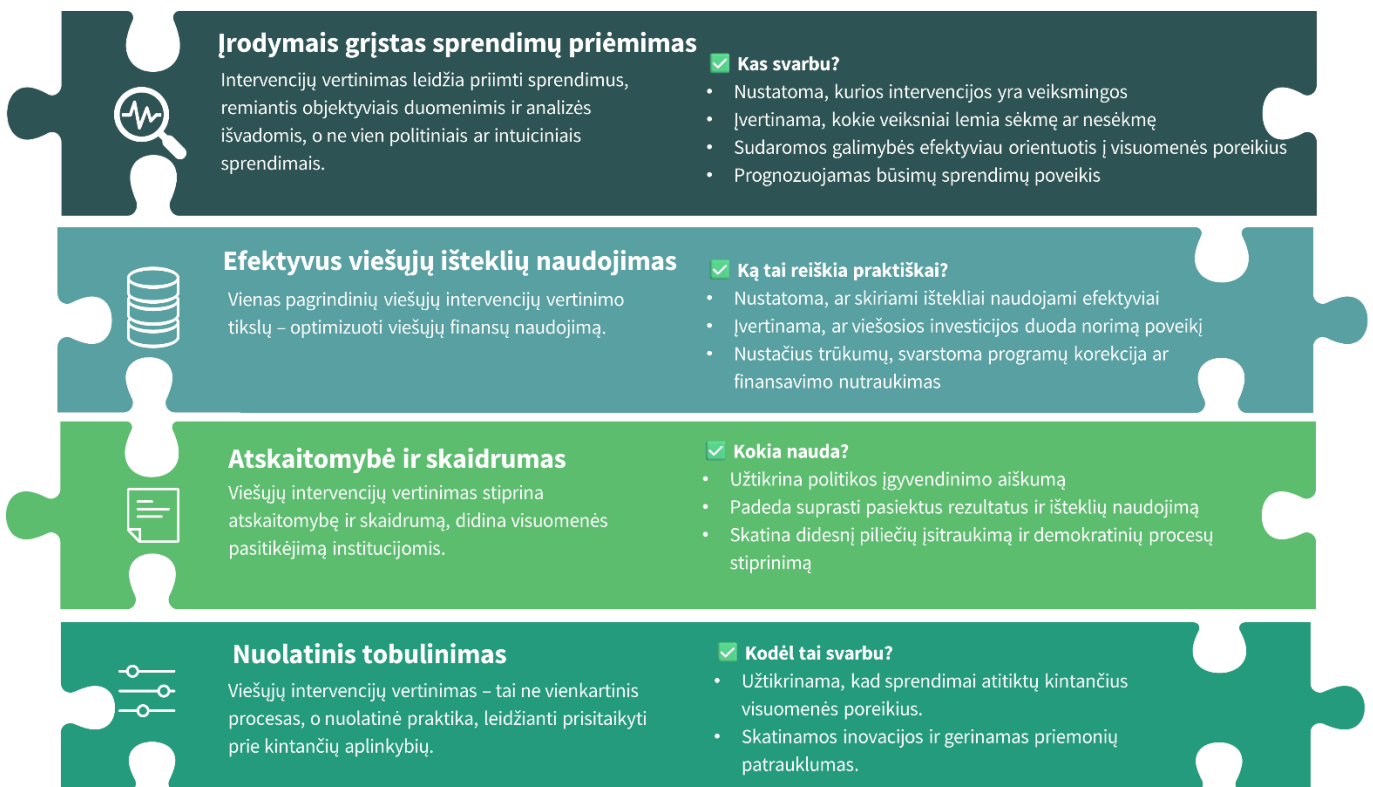 Įrodymais grįstas sprendimų priėmimas
Intervencijų vertinimas leidžia priimti sprendimus,
remiantis objektyviais duomenimis ir analizės
išvadomis, o ne vien politiniais ar intuiciniais
sprendimais.
✅ Kas svarbu?
• Nustatoma, kurios intervencijos yra veiksmingos
• Įvertinama, kokie veiksniai lemia sėkmę ar nesėkmę
• Sudaromos galimybės efektyviau orientuotis į visuomenės poreikius
• Prognozuojamas būsimų sprendimų poveikis
Efektyvus viešųjų išteklių naudojimas
Vienas pagrindinių viešųjų intervencijų vertinimo
tikslų – optimizuoti viešųjų finansų naudojimą.
✅ Ką tai reiškia praktiškai?
• Nustatoma, ar skiriami ištekliai naudojami efektyviai
• Įvertinama, ar viešosios investicijos duoda norimą poveikį
• Nustačius trūkumų, svarstoma programų korekcija ar
finansavimo nutraukimas
Atskaitomybė ir skaidrumas
Viešųjų intervencijų vertinimas stiprina
atskaitomybę ir skaidrumą, didina visuomenės
pasitikėjimą institucijomis.
✅ Kokia nauda?
• Užtikrina politikos įgyvendinimo aiškumą
• Padeda suprasti pasiektus rezultatus ir išteklių naudojimą
• Skatina didesnį piliečių įsitraukimą ir demokratinių procesų
stiprinimą
Nuolatinis tobulinimas
Viešųjų intervencijų vertinimas – tai ne vienkartinis
procesas, o nuolatinė praktika, leidžianti prisitaikyti
prie kintančių aplinkybių.
✅ Kodėl tai svarbu?
• Užtikrinama, kad sprendimai atitiktų kintančius
visuomenės poreikius.
• Skatinamos inovacijos ir gerinamas priemonių
patrauklumas.